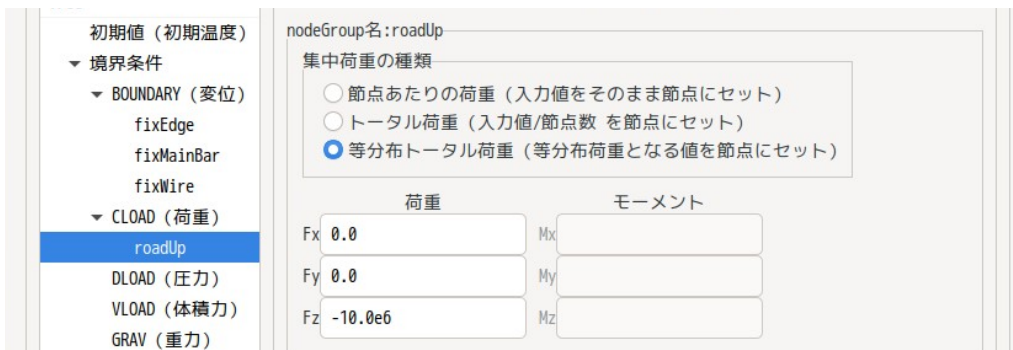 初期値 (初期温度)
▼ 境界条件
▼ BOUNDARY (変位)
fixEdge
fixMainBar
fixWire
▼ CLOAD (荷重)
roadUp
DLOAD (圧力)
VLOAD (体積力)
GRAV (重力)
nodeGroup名:roadUp
集中荷重の種類
節点あたりの荷重 (入力値をそのまま節点にセット)
トータル荷重 (入力値/節点数 を節点にセット)
等分布トータル荷重 (等分布荷重となる値を節点にセット)
荷重 モーメント
Fx 0.0 Mx
Fy 0.0 My
Fz -10.0e6 Mz